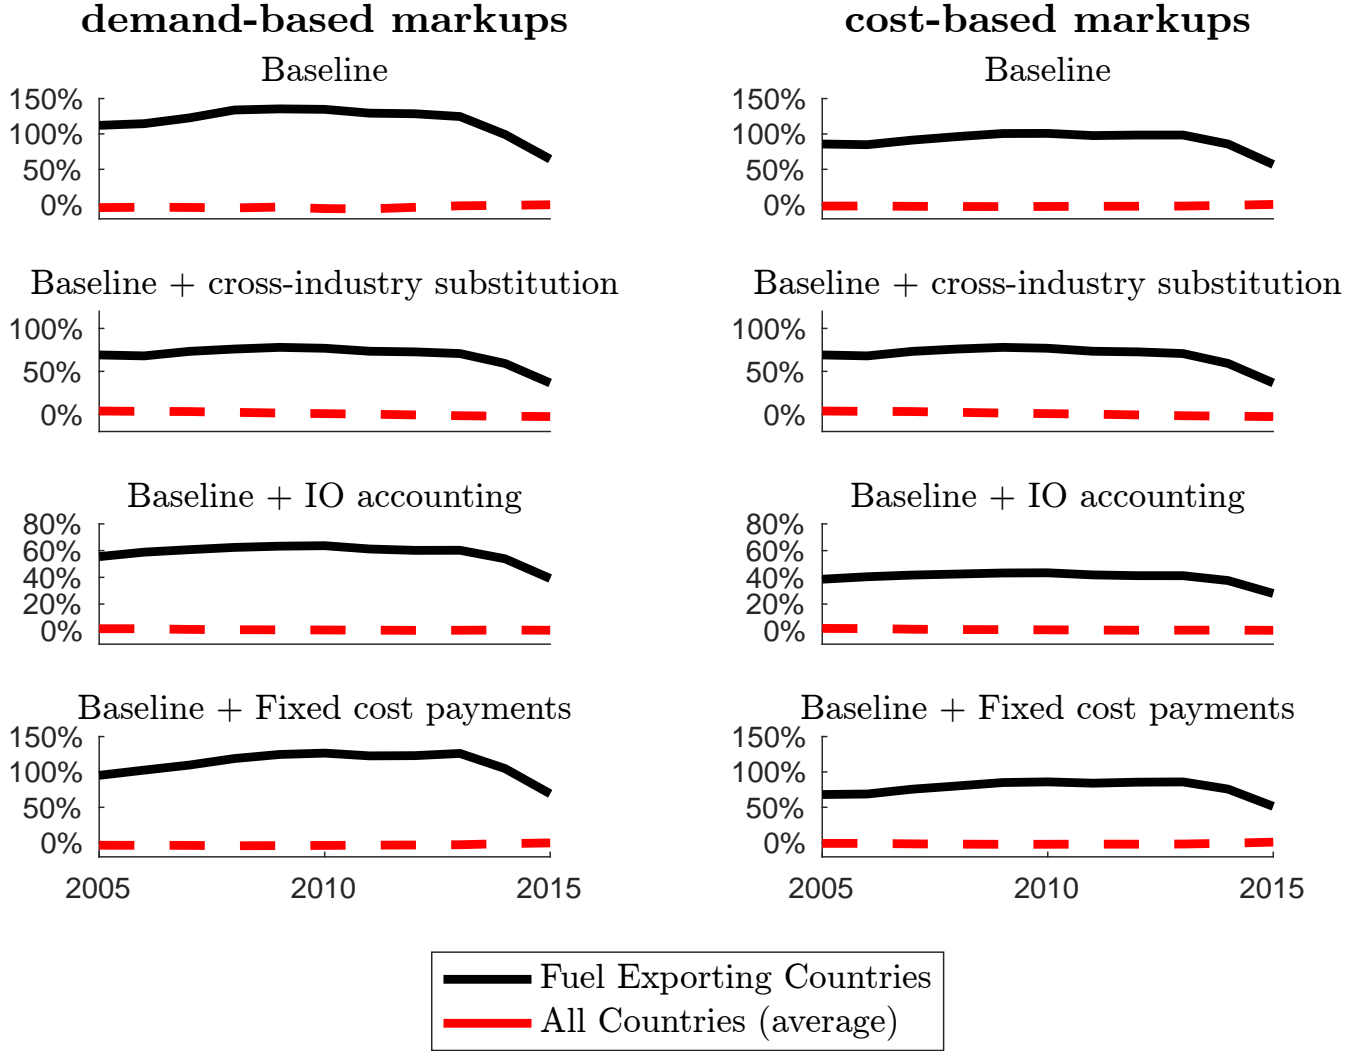 demand-based markups
Baseline
150%
100%
50%
0%
Baseline + cross-industry substitution
100%
50%
0%
Baseline + IO accounting
80%
60%
40%
20%
0%
Baseline + Fixed cost payments
150%
100%
50%
0%
2005 2010 2015
cost-based markups
Baseline
150%
100%
50%
0%
Baseline + cross-industry substitution
100%
50%
0%
Baseline + IO accounting
80%
60%
40%
20%
0%
Baseline + Fixed cost payments
150%
100%
50%
0%
2005 2010 2015
Fuel Exporting Countries
All Countries (average)